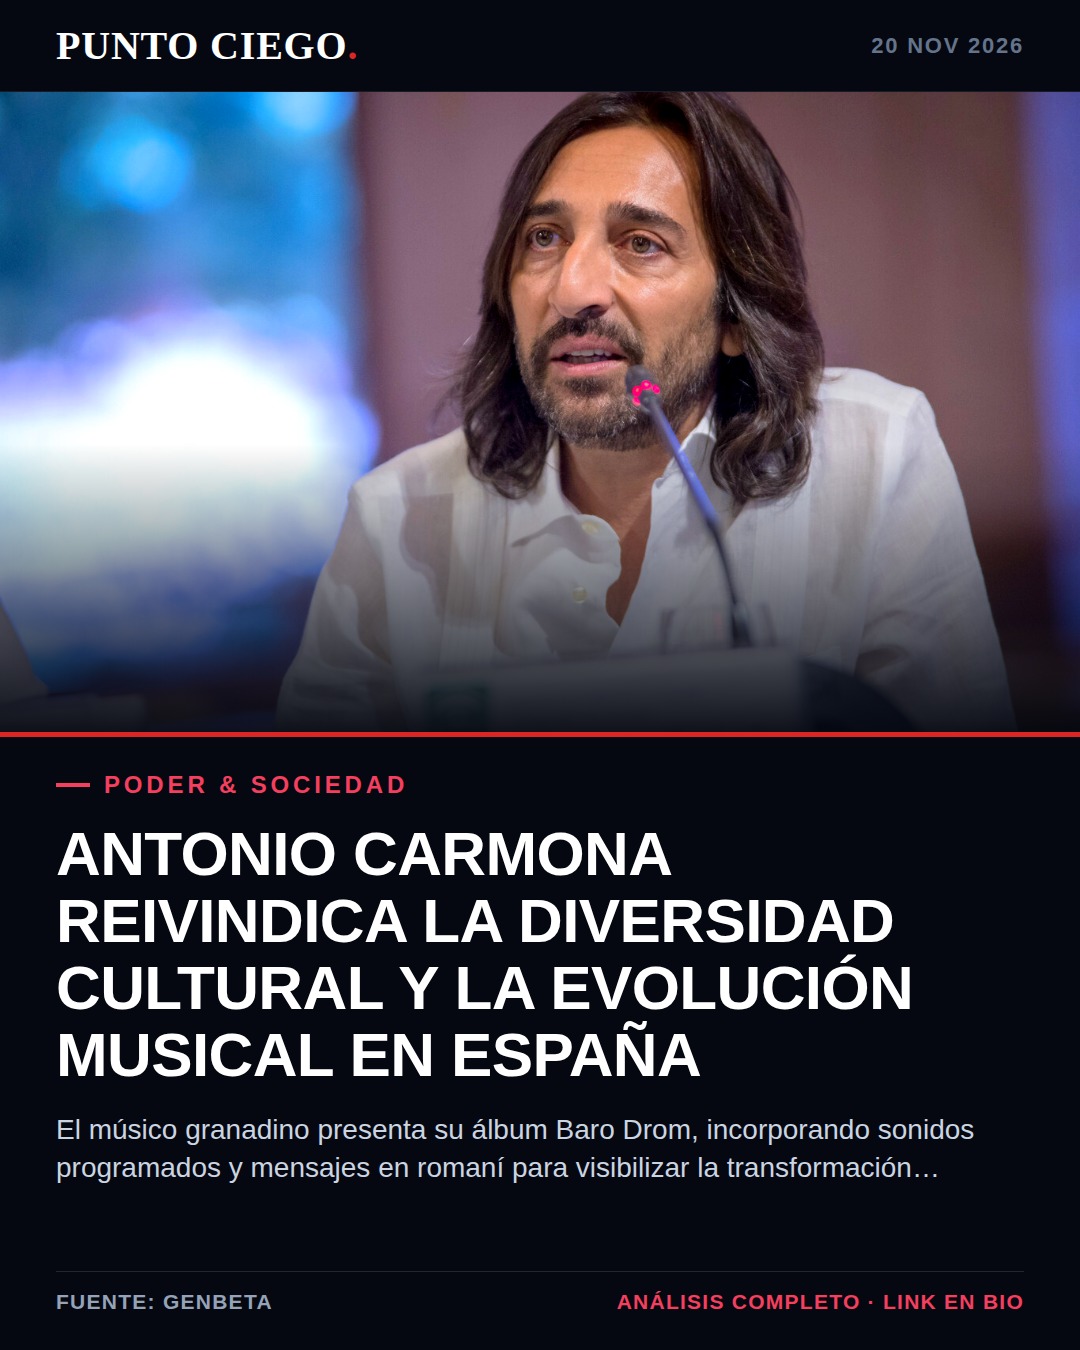 PUNTO CIEGO.
20 NOV 2026
PODER & SOCIEDAD
ANTONIO CARMONA
REIVINDICA LA DIVERSIDAD
CULTURAL Y LA EVOLUCIÓN
MUSICAL EN ESPAÑA
El músico granadino presenta su álbum Baro Drom, incorporando sonidos
programados y mensajes en romaní para visibilizar la transformación…
FUENTE: GENBETA
ANÁLISIS COMPLETO · LINK EN BIO